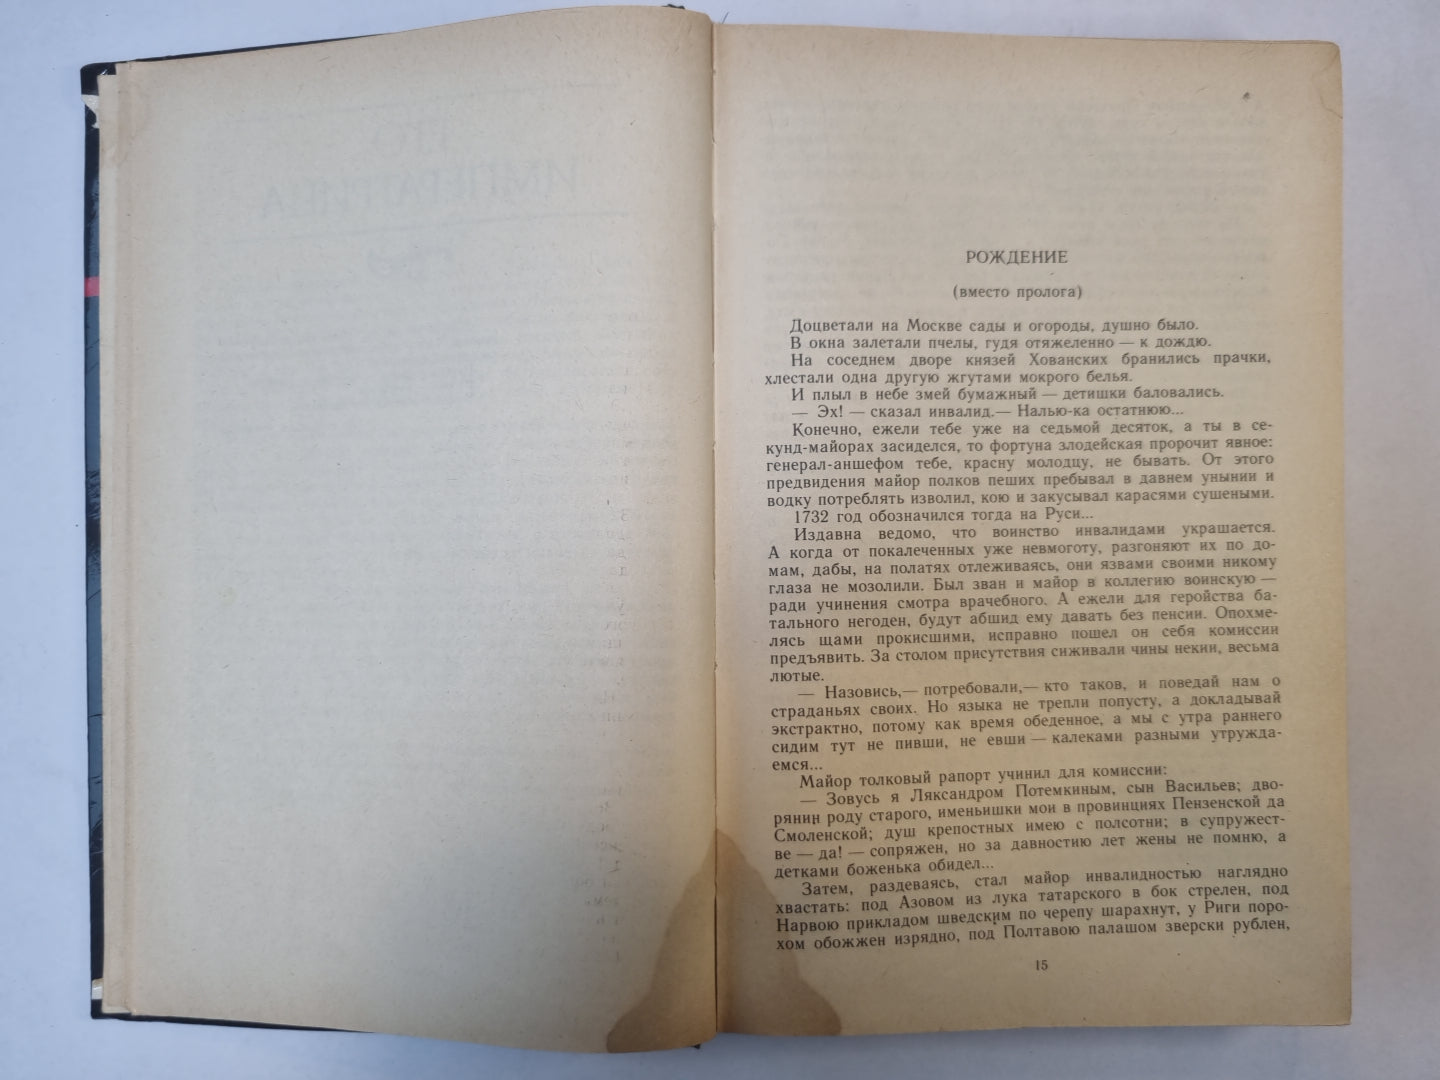 РОЖДЕНИЕ
(вместо пролога)
Доцветали на Москве сады и огороды, душно было.
В окна залетали пчелы, гудя отяжеленно — к дождю.
На соседнем дворе князей Хованских бранились прачки,
хлестали одна другую жгутами мокрого белья.
И плыл в небе змей бумажный — детишки баловались.
— Эх! — сказал инвалид.— Налью-ка остатнюю...
Конечно, ежели тебе уже на седьмой десяток, а ты в се-
кунд-майорах засиделся, то фортуна злодейская пророчит явное:
генерал-аншефом тебе, красну молодцу, не бывать. От этого
предвидения майор полков пеших пребывал в давнем унынии и
водку потреблять изволил, кою и закусывал карасями сушеными.
1732 год обозначился тогда на Руси...
Издавна ведомо, что воинство инвалидами украшается.
А когда от покалеченных уже невмоготу, разгоняют их по до-
мам, дабы, на полатях отлеживаясь, они язвами своими никому
глаза не мозолили. Был зван и майор в коллегию воинскую —
ради учинения смотра врачебного. А ежели для геройства ба-
тального негоден, будут абшид ему давать без пенсии. Опохме-
лясь щами прокисшими, исправно пошел он себя комиссии
предъявить. За столом присутствия сиживали чины некии, весьма
лютые.
— Назовись,— потребовали,— кто таков, и поведай нам о
страданьях своих. Но языка не трепли попусту, а докладывай
экстрактно, потому как время обеденное, а мы с утра раннего
сидим тут не пивши, не евши — калеками разными утружда-
емся...
Майор толковый рапорт учинил для комиссии:
— Зовусь я Ляксандром Потемкиным, сын Васильев; дво-
рянин роду старого, именьишки мои в провинциях Пензенской да
Смоленской; душ крепостных имею с полсотни; в супружест-
ве — да! — сопряжен, но за давностию лет жены не помню, а
детками боженька обидел...
Затем, раздеваясь, стал майор инвалидностью наглядно
хвастать: под Азовом из лука татарского в бок стрелен, под
Нарвою прикладом шведским по черепу шарахнут, у Риги поро-
хом обожжен изрядно, под Полтавою палашом зверски рублен,
15